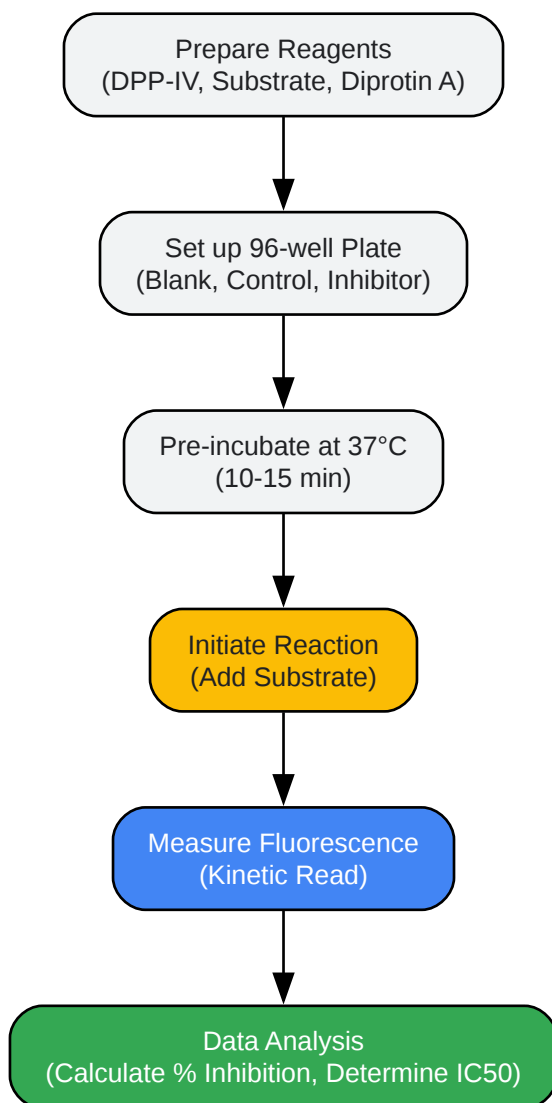 Prepare Reagents
(DPP-IV, Substrate, Diprotin A)
Set up 96-well Plate
(Blank, Control, Inhibitor)
Pre-incubate at 37°C
(10-15 min)
Initiate Reaction
(Add Substrate)
Measure Fluorescence
(Kinetic Read)
Data Analysis
(Calculate % Inhibition, Determine IC50)